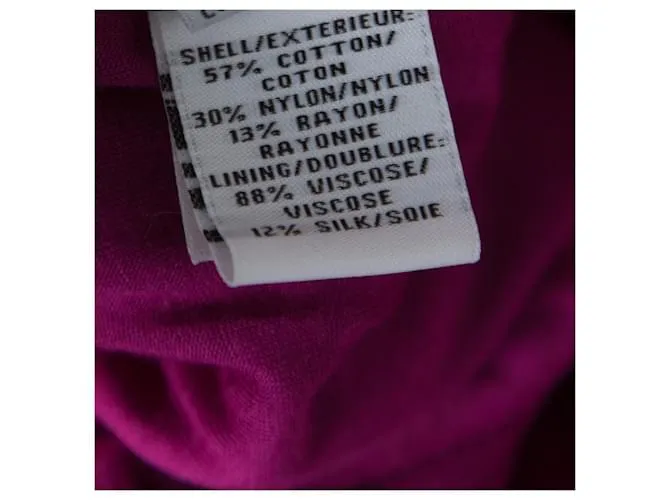 SHELL/EXTERIEUR:
57% COTTON/
COTON
30% NYLON/NYLON
13% RAYON/
RAYONNE
LINING/DOUBLURE:
88% VISCOSE/
VISCOSE
12% SILK/SOIE